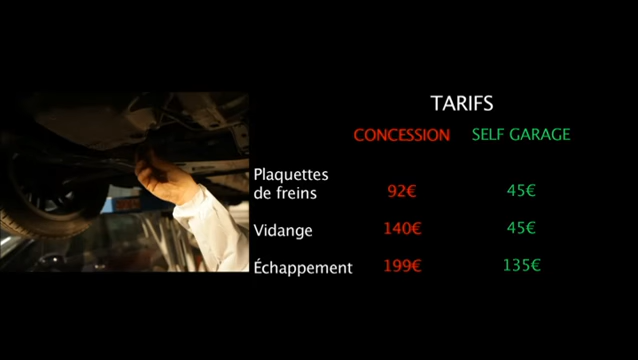 TARIFS
CONCESSION SELF GARAGE
Plaquettes
de freins 92€ 45€
Vidange 140€ 45€
Échappement 199€ 135€